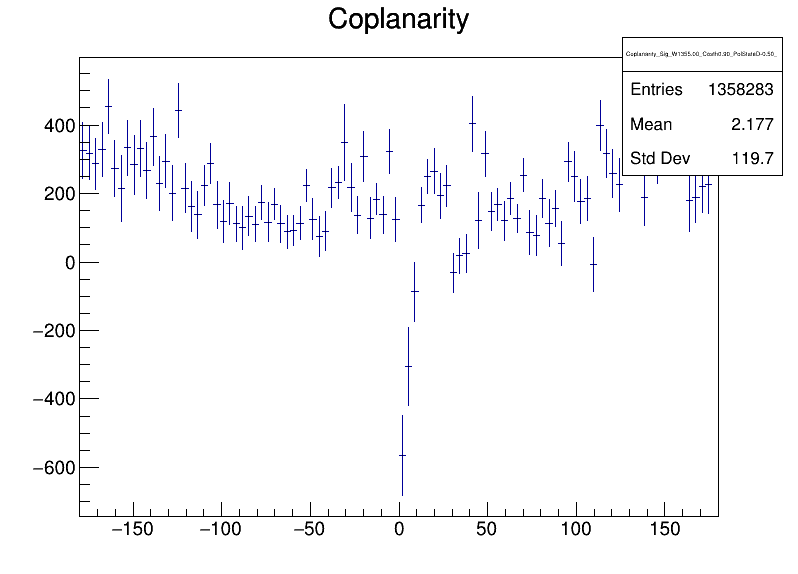 Coplanarity
Coplanarity_Sig_W1355.00_Costh0.90_PolStateD-0.50_
Entries 1358283
Mean 2.177
Std Dev 119.7
400
200
0
−200
−400
−600
−150 −100 −50 0 50 100 150